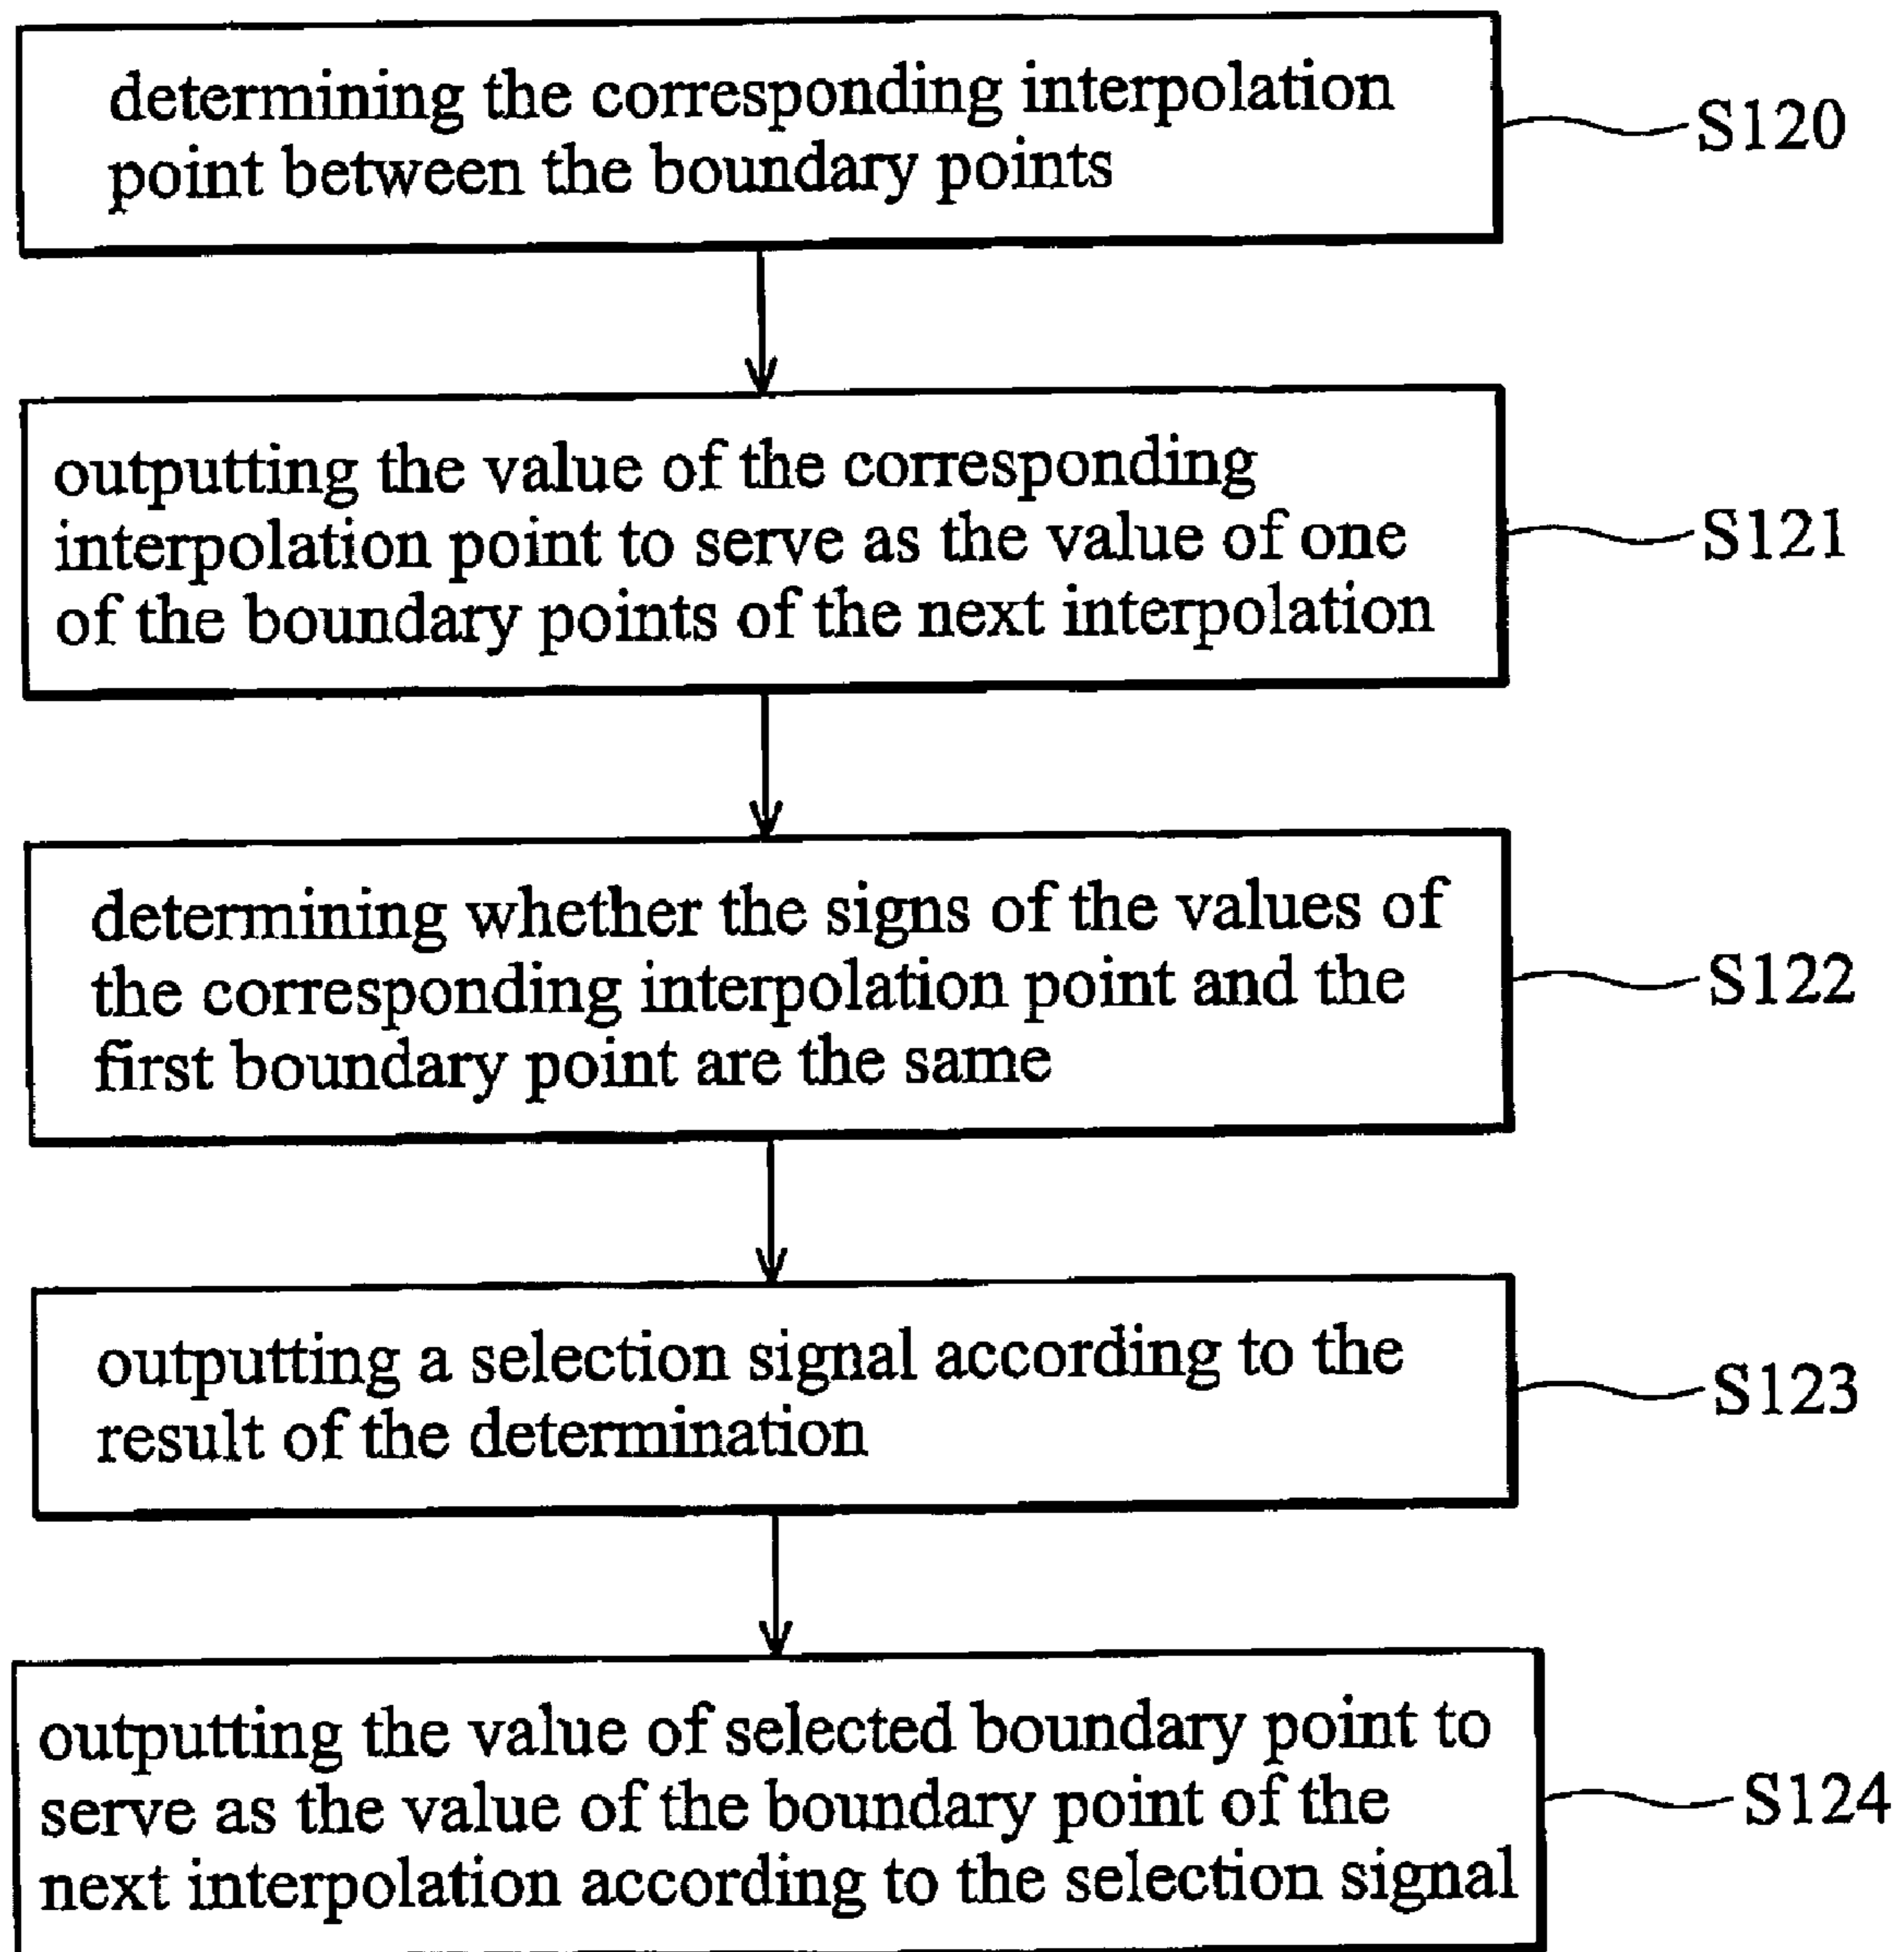 determining the corresponding interpolation
point between the boundary points
S120
outputting the value of the corresponding
interpolation point to serve as the value of one
of the boundary points of the next interpolation
S121
determining whether the signs of the values of
the corresponding interpolation point and the
first boundary point are the same
S122
outputting a selection signal according to the
result of the determination
S123
outputting the value of selected boundary point to
serve as the value of the boundary point of the
next interpolation according to the selection signal
S124